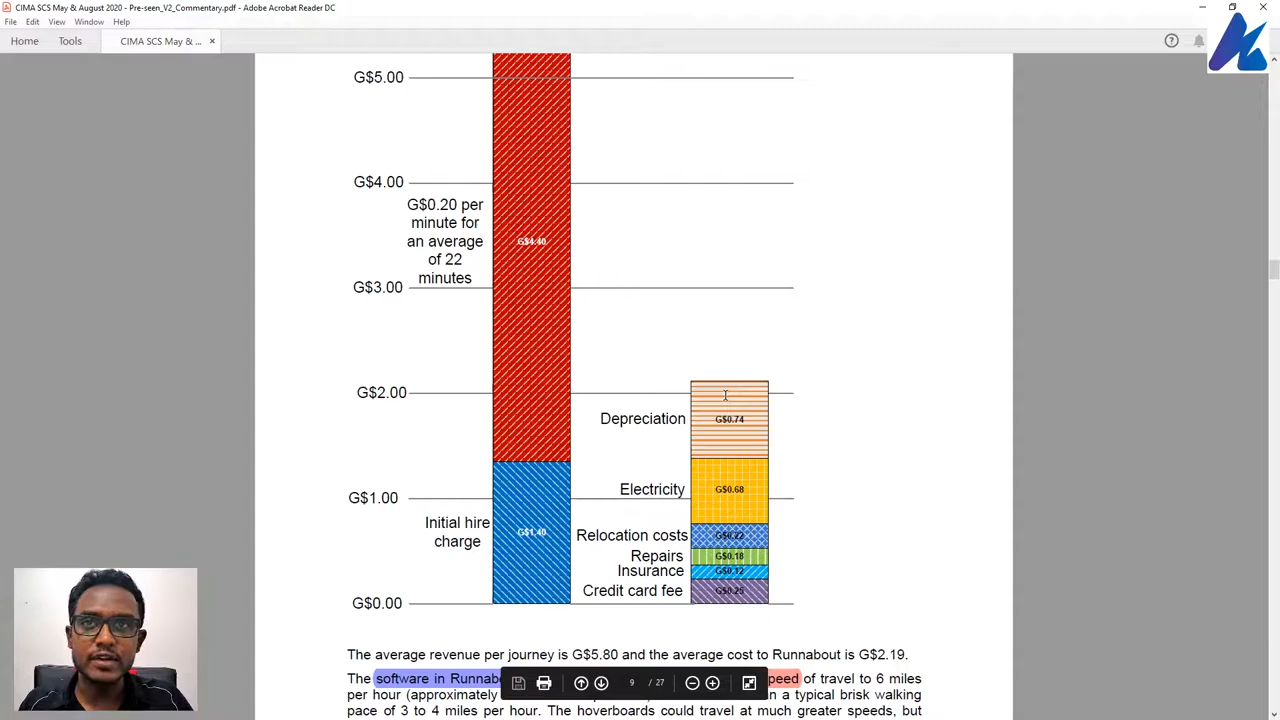 CIMA SCS May & August 2020 - Pre-seen_V2_Commentary.pdf - Adobe Acrobat Reader DC
File Edit View Window Help
Home Tools CIMA SCS May & ... ×
G$5.00
G$4.00
G$0.20 per
minute for
an average
of 22
minutes
G$4.40
G$3.00
G$2.00
Depreciation G$0.74
Electricity G$0.68
G$1.00
Initial hire
charge
G$1.40
Relocation costs G$0.22
Repairs G$0.18
Insurance G$0.12
Credit card fee G$0.25
G$0.00
The average revenue per journey is G$5.80 and the average cost to Runnabout is G$2.19.
The software in Runnab speed of travel to 6 miles
9 / 27
per hour (approximately n a typical brisk walking
pace of 3 to 4 miles per hour. The hoverboards could travel at much greater speeds, but